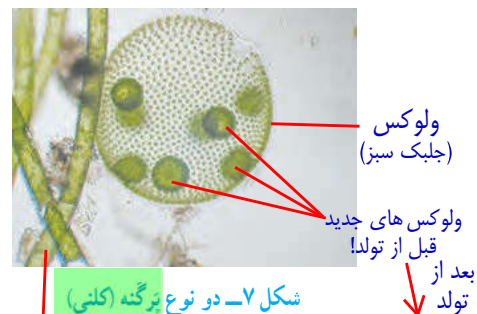 ولوکس
(جلبک سبز)
ولوکس های جدید
قبل از تولد!
بعد از
تولد
شکل ۷ــ دو نوع پَرگَنه (کلنی)